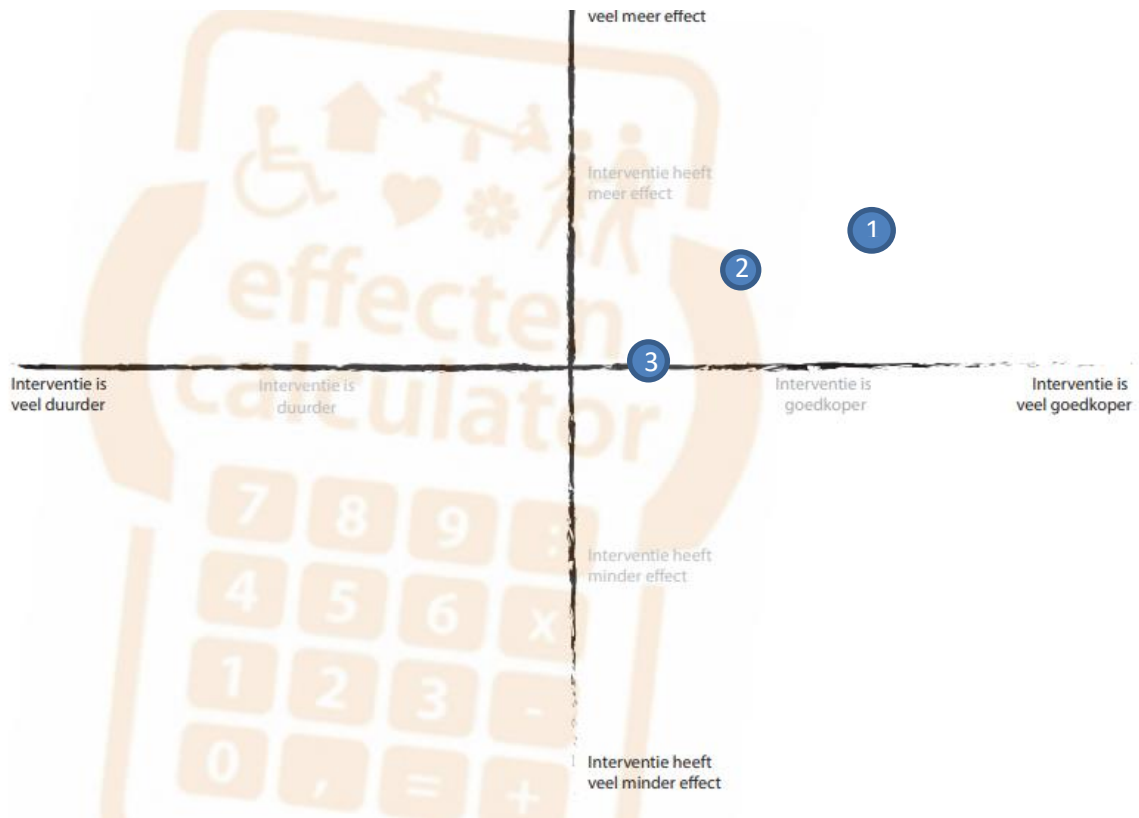 veel meer effect
Interventie heeft
meer effect
1
2
effecten
3
calculator
Interventie is
veel duurder
Interventie is
duurder
Interventie is
goedkoper
Interventie is
veel goedkoper
7 8 9 :
Interventie heeft
minder effect
4 5 6 x
1 2 3 -
0 , = +
Interventie heeft
veel minder effect